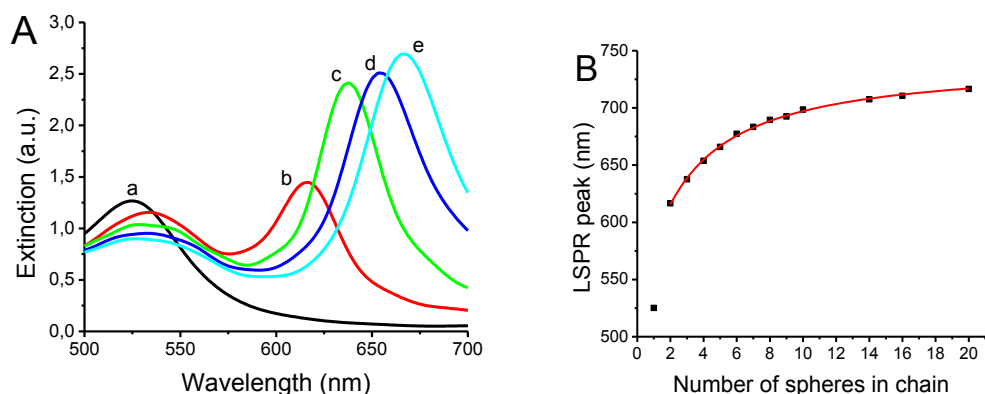 A
Extinction (a.u.)
3,0
2,5
2,0
1,5
1,0
0,5
0,0
a
b
c
d
e
500
550
600
650
700
Wavelength (nm)
B
LSPR peak (nm)
750
700
650
600
550
500
0
2
4
6
8
10
12
14
16
18
20
Number of spheres in chain